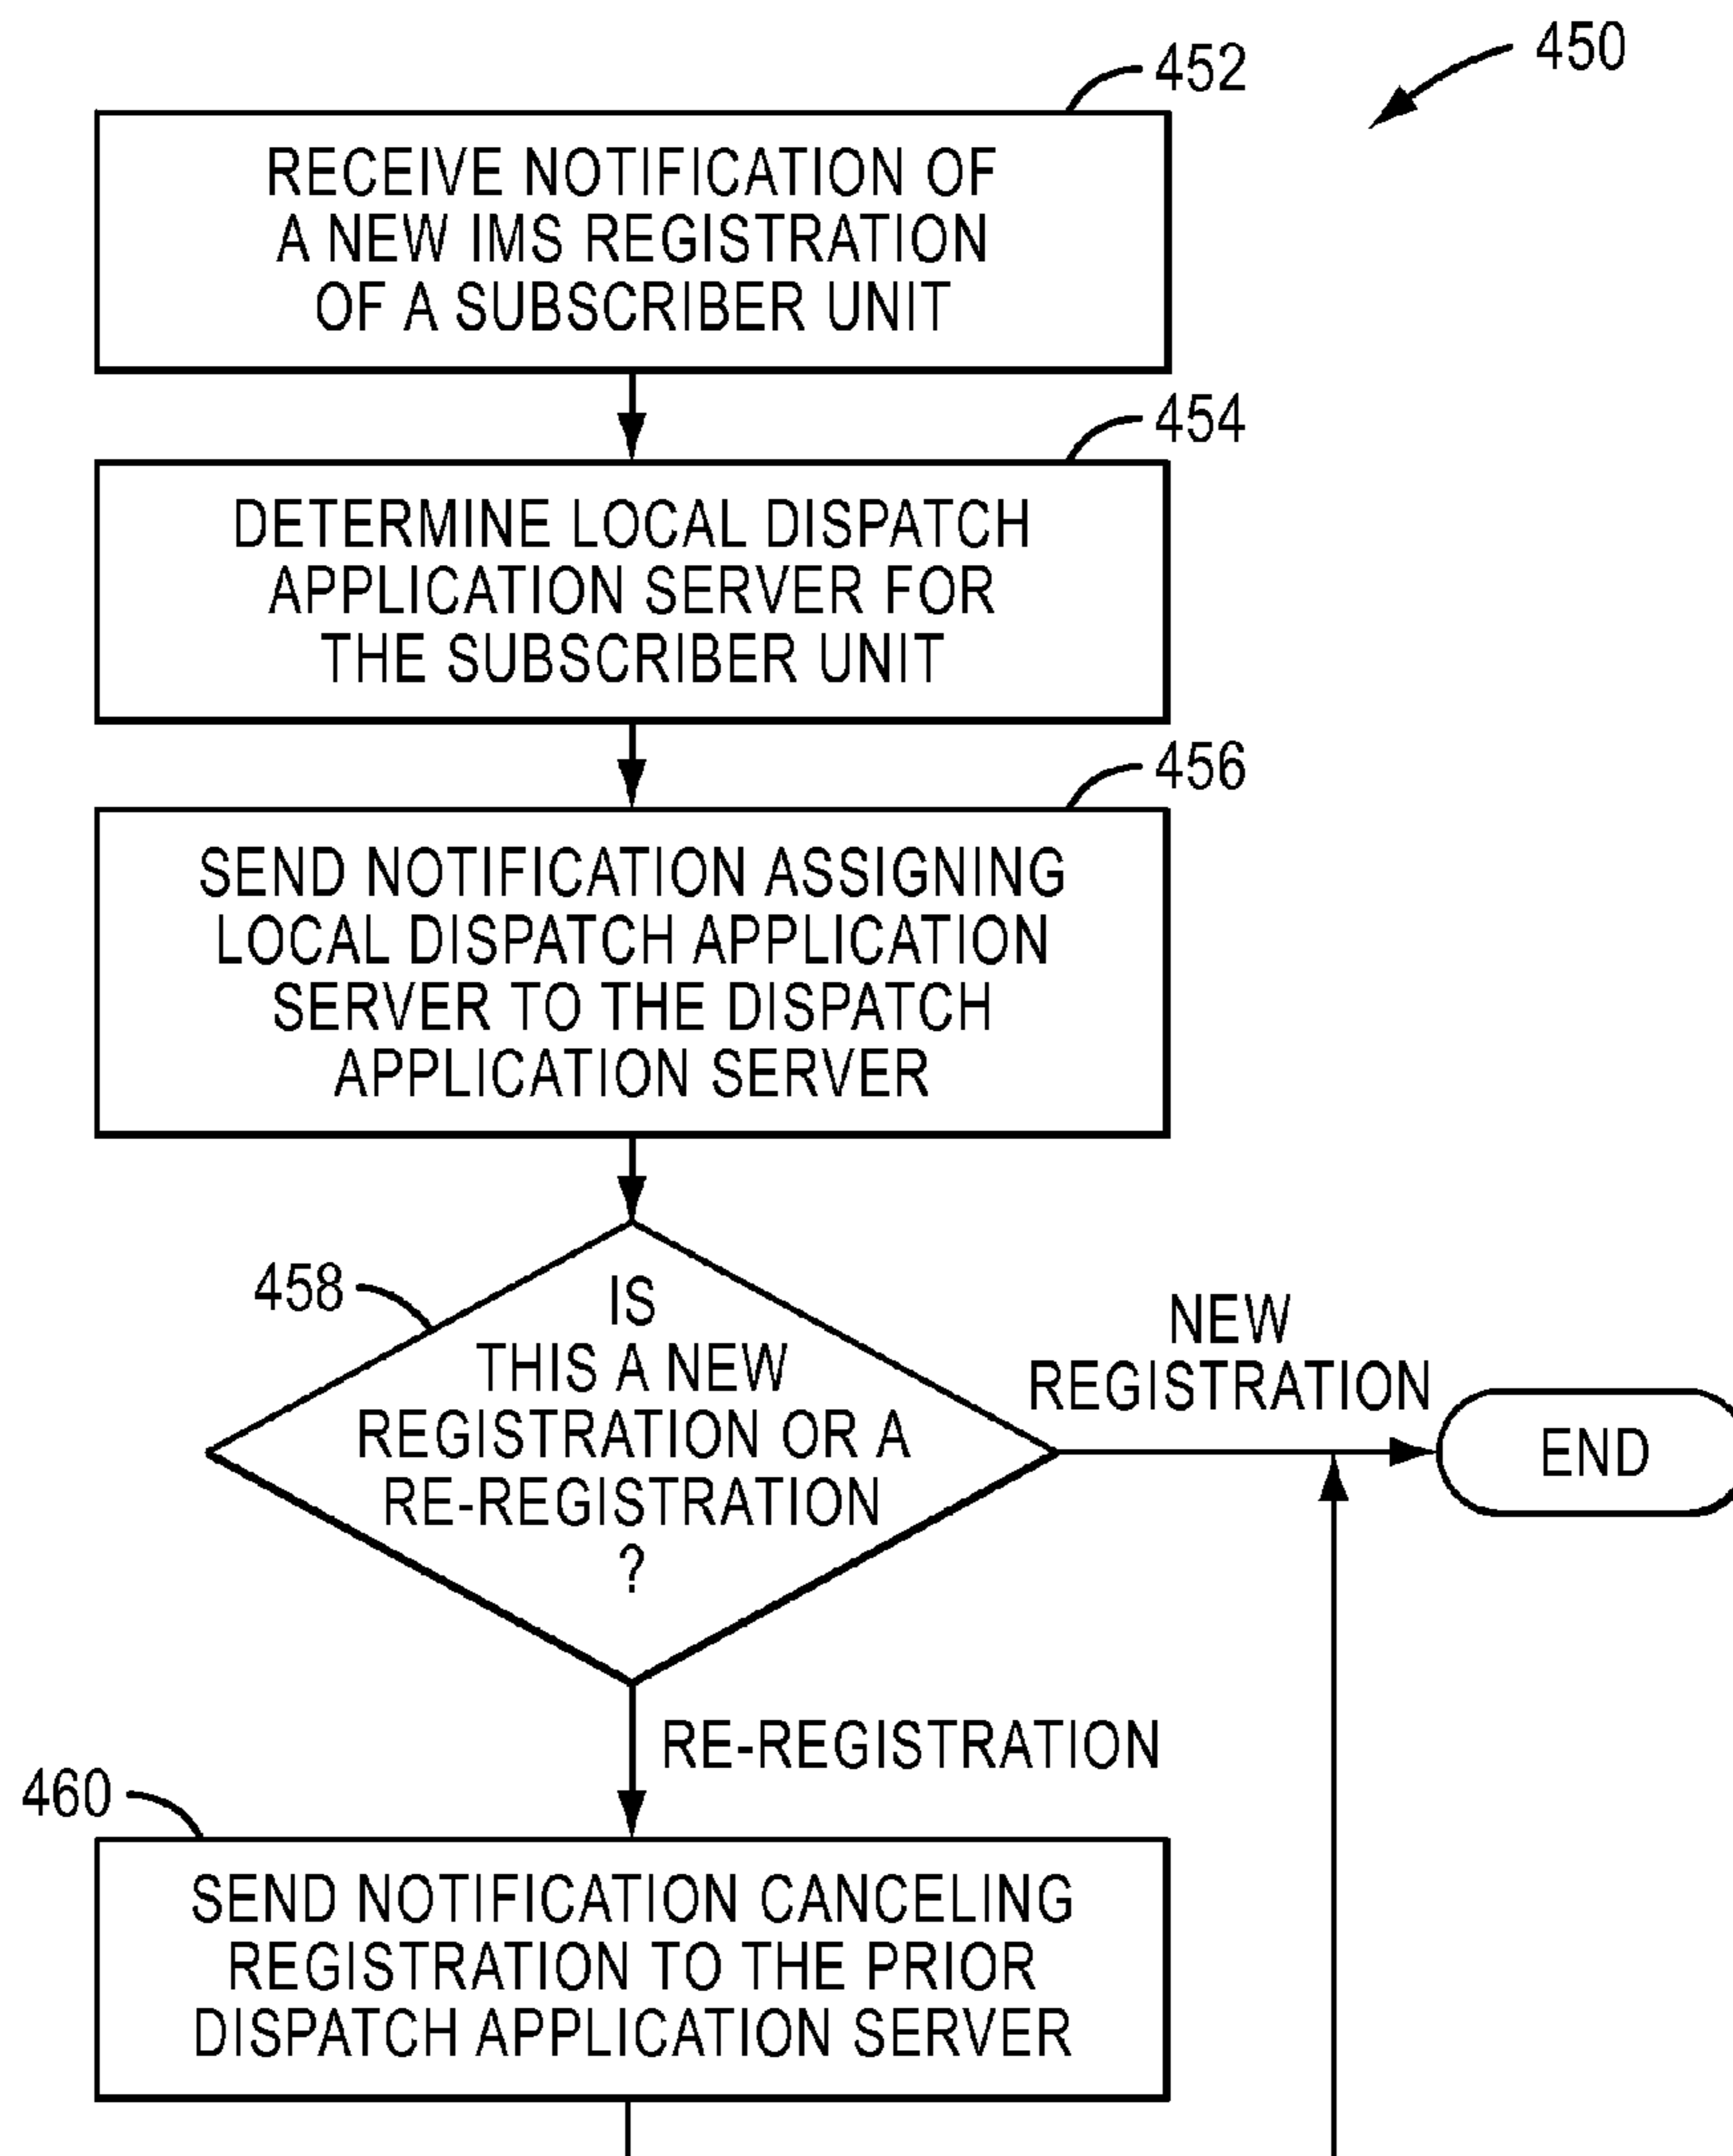 450
452
RECEIVE NOTIFICATION OF
A NEW IMS REGISTRATION
OF A SUBSCRIBER UNIT
454
DETERMINE LOCAL DISPATCH
APPLICATION SERVER FOR
THE SUBSCRIBER UNIT
456
SEND NOTIFICATION ASSIGNING
LOCAL DISPATCH APPLICATION
SERVER TO THE DISPATCH
APPLICATION SERVER
458
IS
THIS A NEW
REGISTRATION OR A
RE-REGISTRATION
?
NEW
REGISTRATION
END
RE-REGISTRATION
460
SEND NOTIFICATION CANCELING
REGISTRATION TO THE PRIOR
DISPATCH APPLICATION SERVER